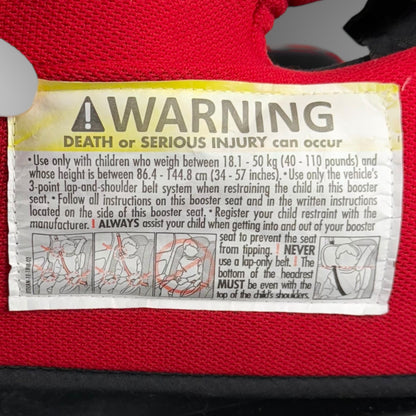 WARNING
DEATH or SERIOUS INJURY can occur
• Use only with children who weigh between 18.1 - 50 kg (40 - 110 pounds) and
whose height is between 86.4 - 144.8 cm (34 - 57 inches). • Use only the vehicle's
3-point lap-and-shoulder belt system when restraining the child in this booster
seat. • Follow all instructions on this booster seat and in the written instructions
located on the side of this booster seat. • Register your child restraint with the
manufacturer. ! ALWAYS assist your child when getting into and out of your booster
seat to prevent the seat
from tipping. ! NEVER
use a lap-only belt. ! The
bottom of the headrest
MUST be even with the
top of the child's shoulders.